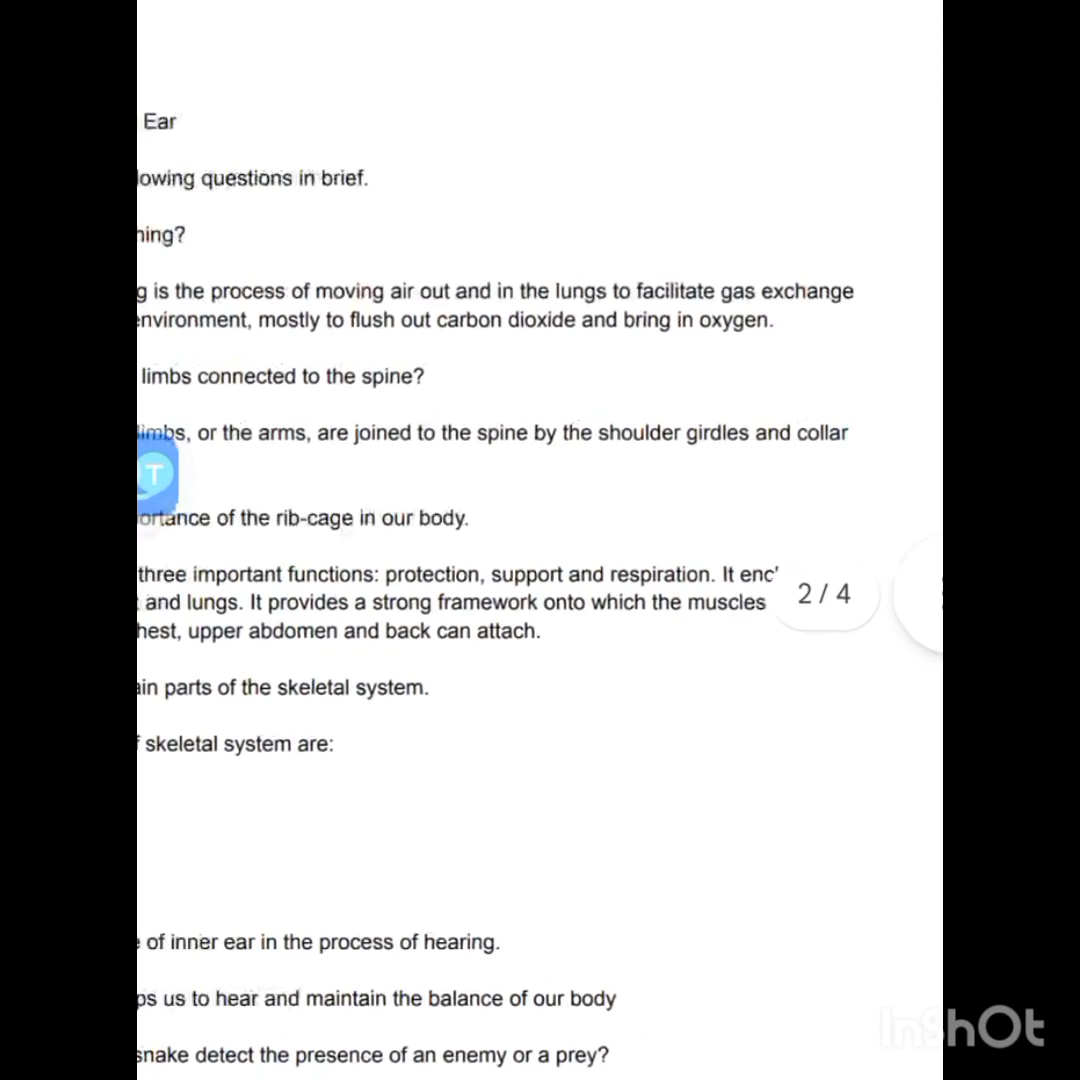 Ear
owing questions in brief.
ning?
g is the process of moving air out and in the lungs to facilitate gas exchange
nvironment, mostly to flush out carbon dioxide and bring in oxygen.
limbs connected to the spine?
limbs, or the arms, are joined to the spine by the shoulder girdles and collar
T
ortance of the rib-cage in our body.
three important functions: protection, support and respiration. It enc
and lungs. It provides a strong framework onto which the muscles
2 / 4
hest, upper abdomen and back can attach.
ain parts of the skeletal system.
skeletal system are:
of inner ear in the process of hearing.
ps us to hear and maintain the balance of our body
InShOt
snake detect the presence of an enemy or a prey?